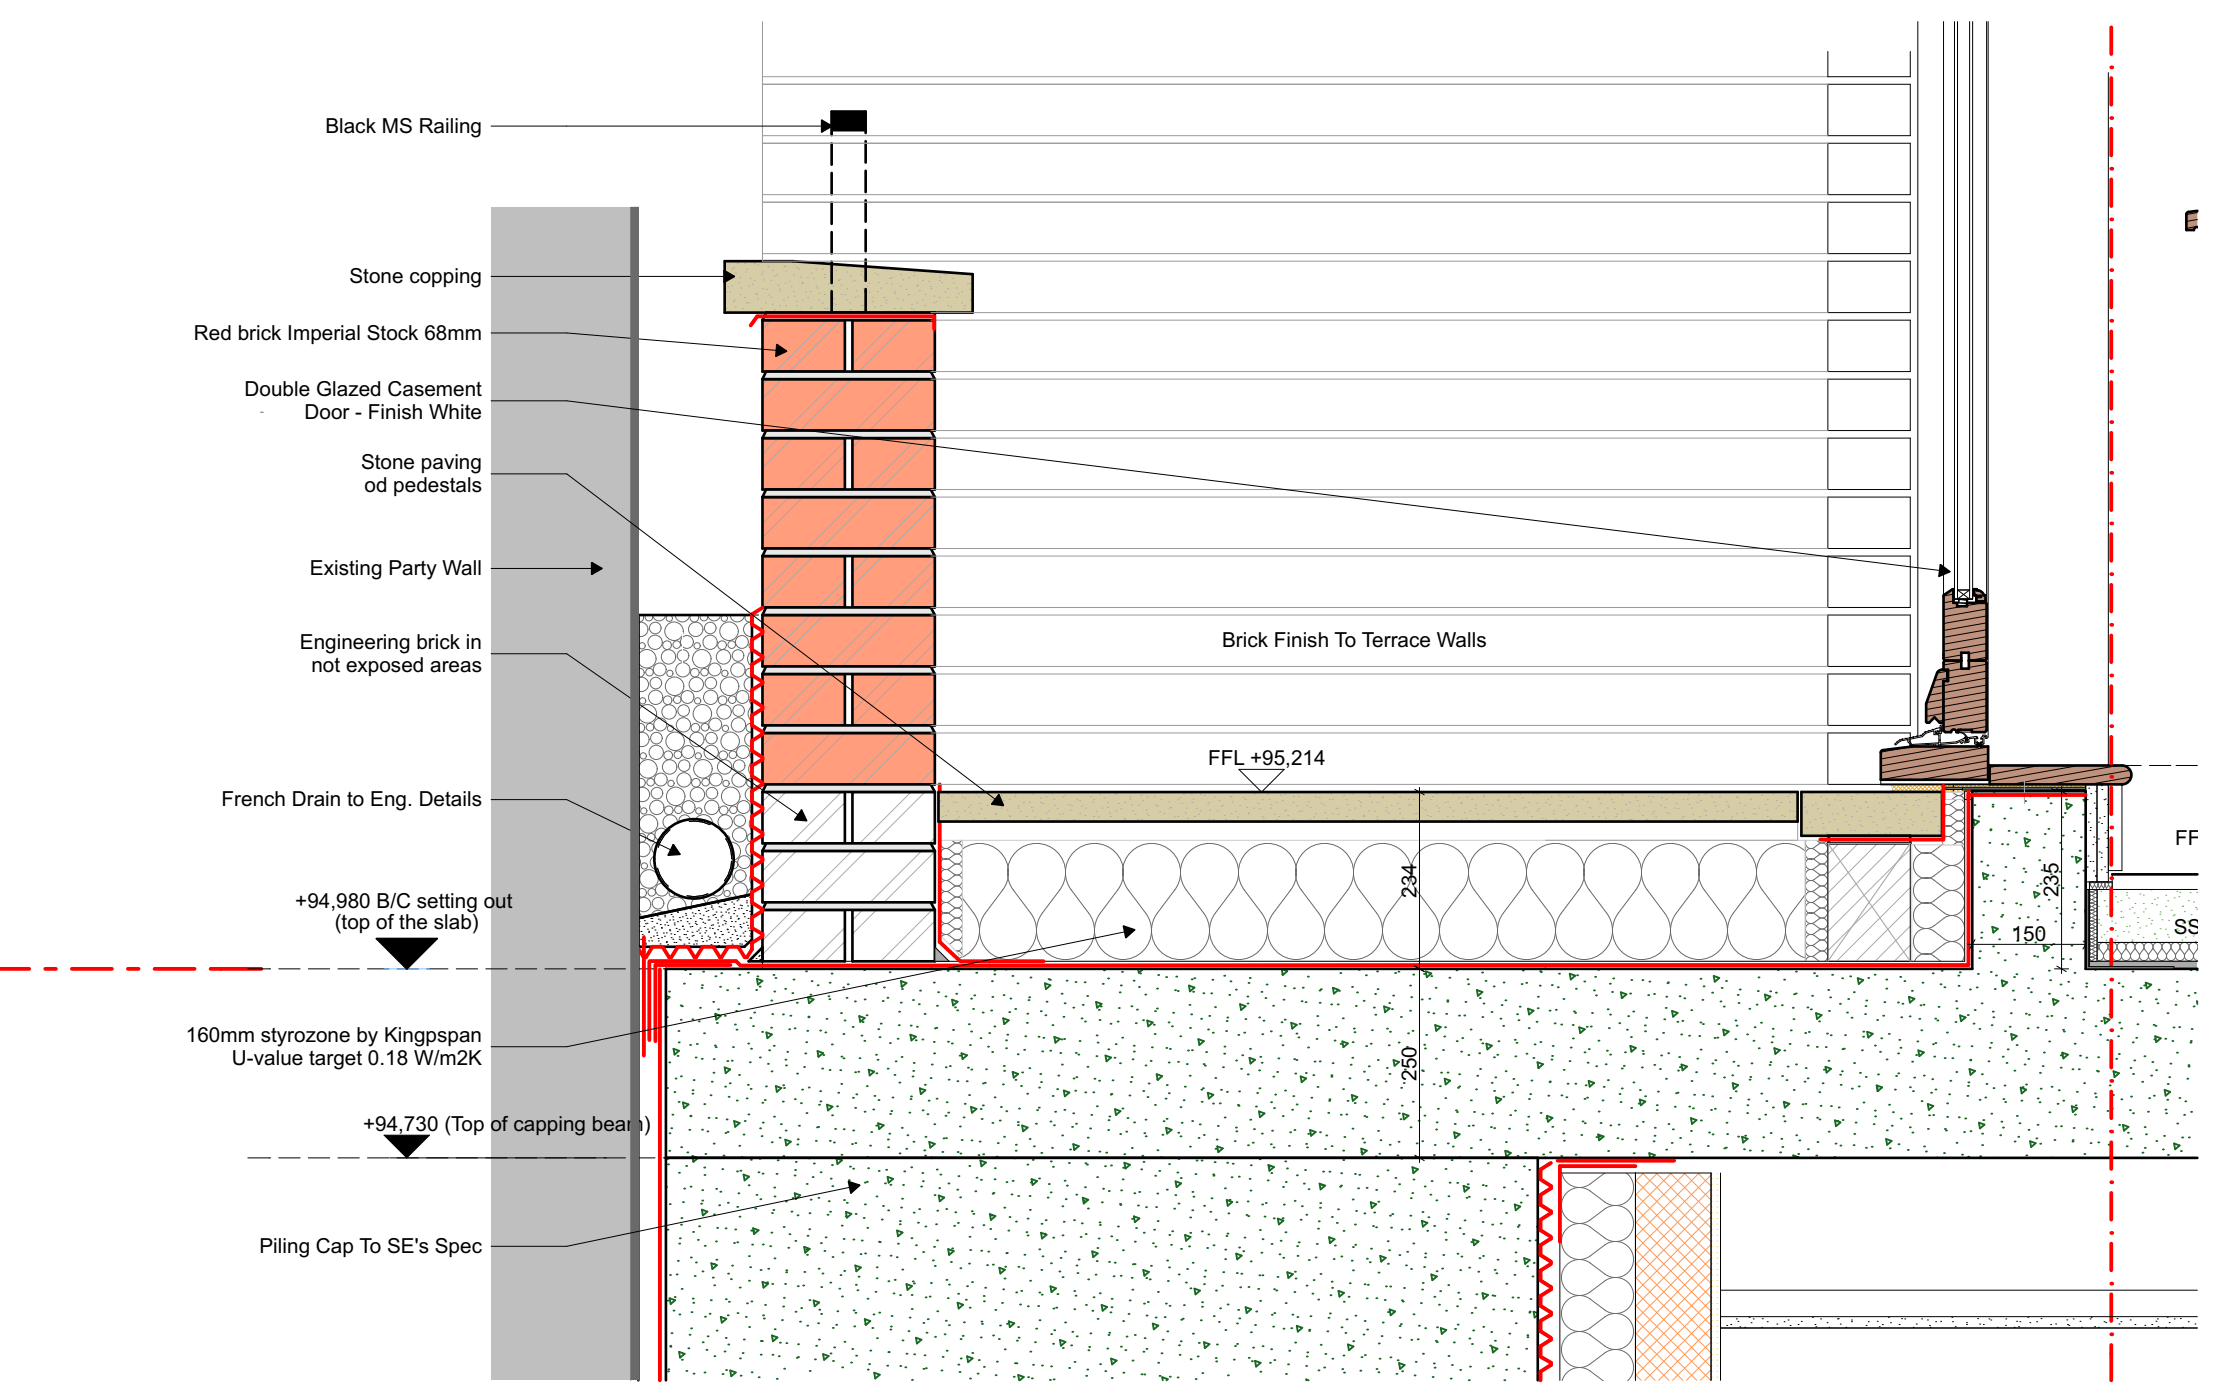 Black MS Railing
Stone copping
Red brick Imperial Stock 68mm
Double Glazed Casement
Door - Finish White
Stone paving
od pedestals
Existing Party Wall
Engineering brick in
not exposed areas
Brick Finish To Terrace Walls
FFL +95,214
French Drain to Eng. Details
FF
234
235
+94,980 B/C setting out
(top of the slab)
150
SS
160mm styrozone by Kingpspan
U-value target 0.18 W/m2K
250
+94,730 (Top of capping beam)
Piling Cap To SE's Spec